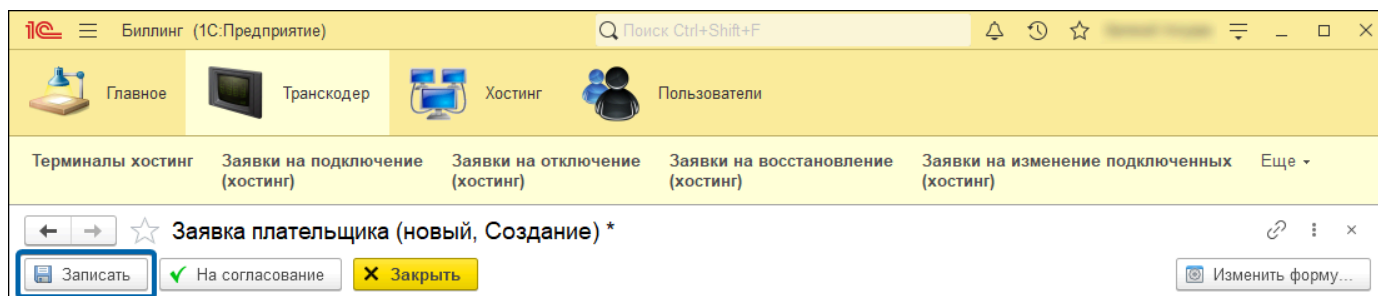 1С Биллинг (1С:Предприятие) Поиск Ctrl+Shift+F
Главное Транскодер Хостинг Пользователи
Терминалы хостинг Заявки на подключение Заявки на отключение Заявки на восстановление Заявки на изменение подключенных Еще
(хостинг) (хостинг) (хостинг) (хостинг)
Заявка плательщика (новый, Создание) *
Записать На согласование Закрыть Изменить форму...